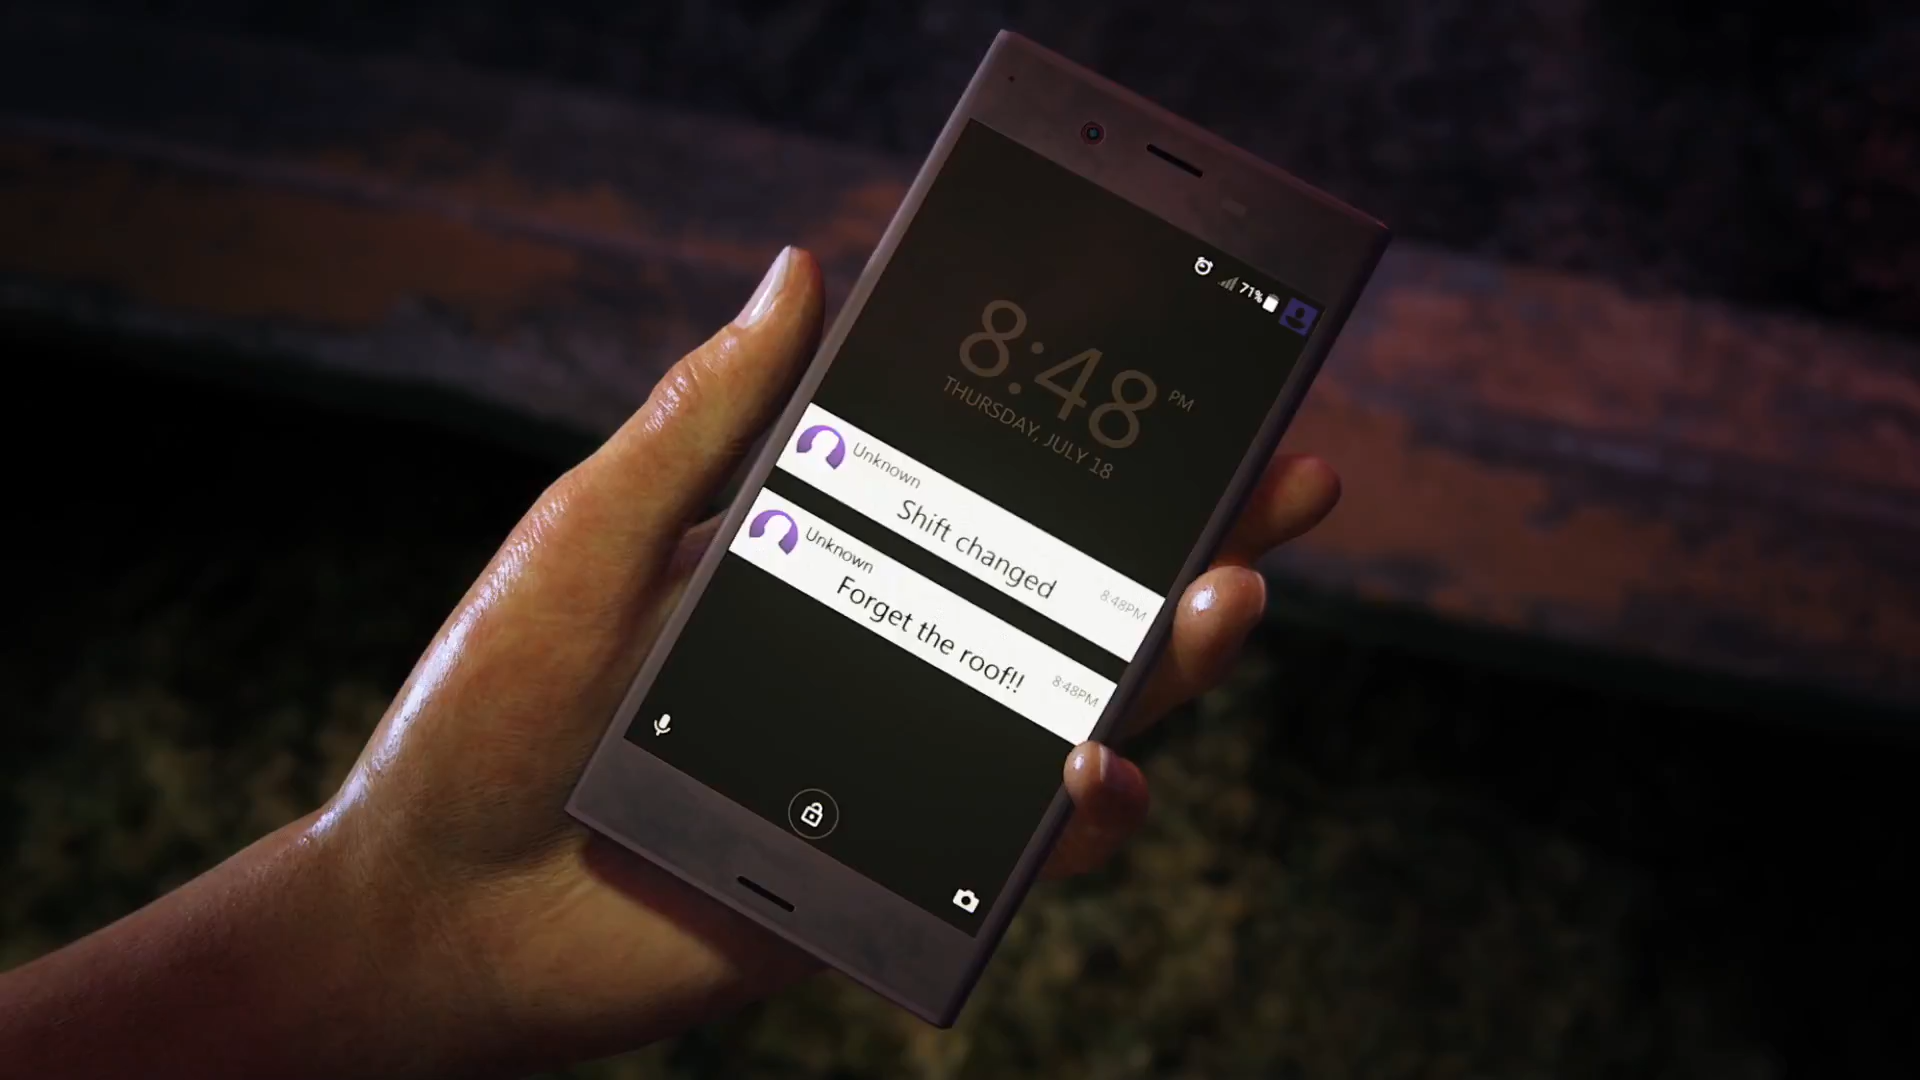 71%
8:48 PM
THURSDAY, JULY 18
Unknown
Shift changed
8:48PM
Unknown
Forget the roof!!
8:48PM